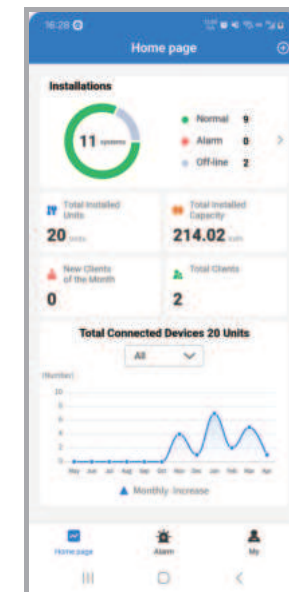 16:28
Home page
Installations
11 systems
Normal 9
Alarm 0
Off-line 2
Total Installed
Units
20
Total Installed
Capacity
214.02
New Clients
of the Month
0
Total Clients
2
Total Connected Devices 20 Units
All
(Number)
10
8
6
4
2
0
May Jun Jul Aug Sep Oct Nov Dec Jan Feb Mar Apr
Monthly Increase
Home page
Alarm
My